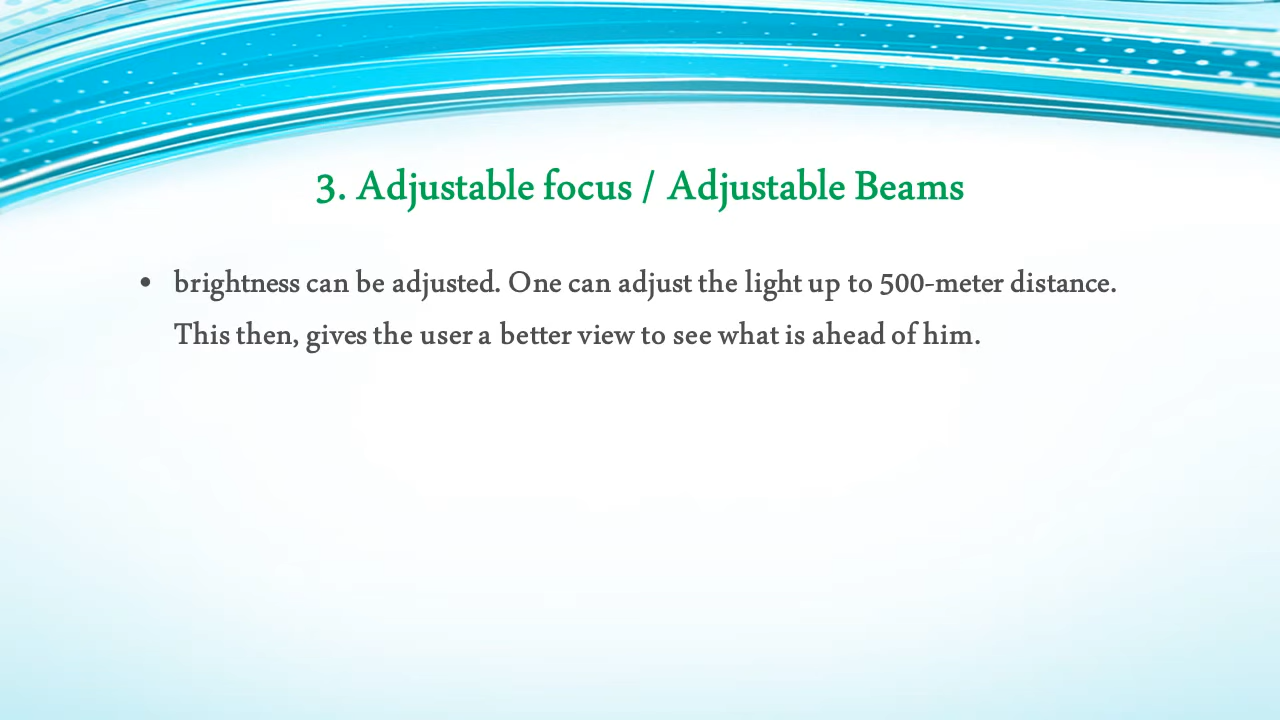 3. Adjustable focus / Adjustable Beams
• brightness can be adjusted. One can adjust the light up to 500-meter distance.
This then, gives the user a better view to see what is ahead of him.